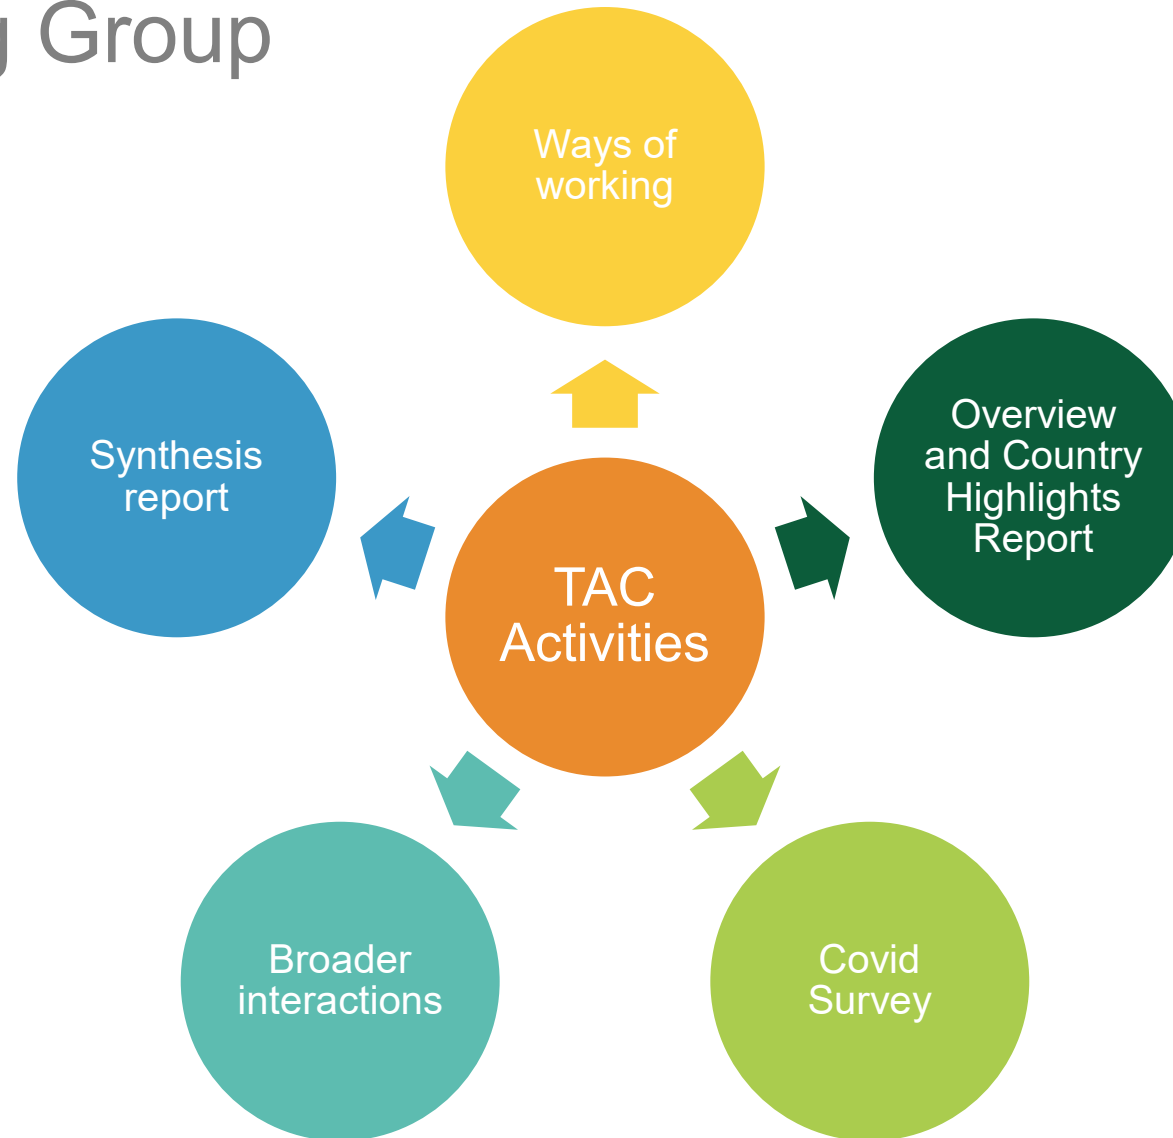 Group
Ways of
working
Synthesis
report
Overview
and Country
Highlights
Report
TAC
Activities
Broader
interactions
Covid
Survey